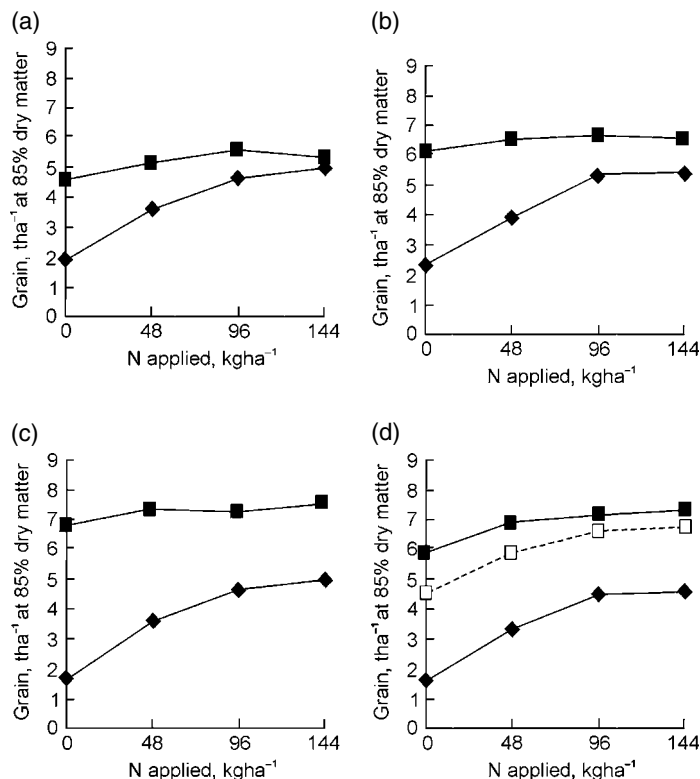 (a)
Grain, tha⁻¹ at 85% dry matter
9
8
7
6
5
4
3
2
1
0
0 48 96 144
N applied, kgha⁻¹
(b)
Grain, tha⁻¹ at 85% dry matter
9
8
7
6
5
4
3
2
1
0
0 48 96 144
N applied, kgha⁻¹
(c)
Grain, tha⁻¹ at 85% dry matter
9
8
7
6
5
4
3
2
1
0
0 48 96 144
N applied, kgha⁻¹
(d)
Grain, tha⁻¹ at 85% dry matter
9
8
7
6
5
4
3
2
1
0
0 48 96 144
N applied, kgha⁻¹